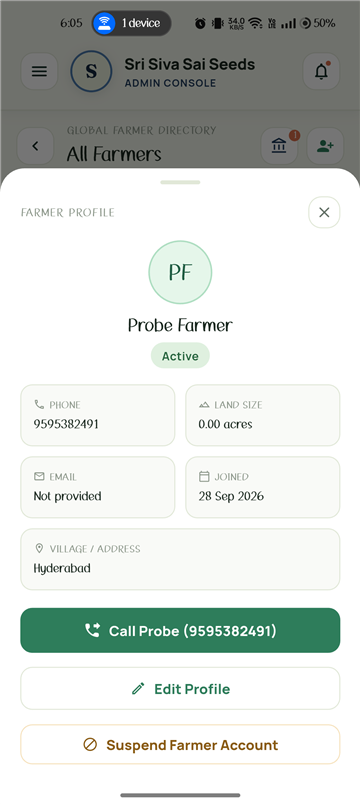 6:05
1 device
34.0
KB/S
50%
S
Sri Siva Sai Seeds
ADMIN CONSOLE
GLOBAL FARMER DIRECTORY
All Farmers
1
FARMER PROFILE
PF
Probe Farmer
Active
PHONE
9595382491
LAND SIZE
0.00 acres
EMAIL
Not provided
JOINED
28 Sep 2026
VILLAGE / ADDRESS
Hyderabad
Call Probe (9595382491)
Edit Profile
Suspend Farmer Account